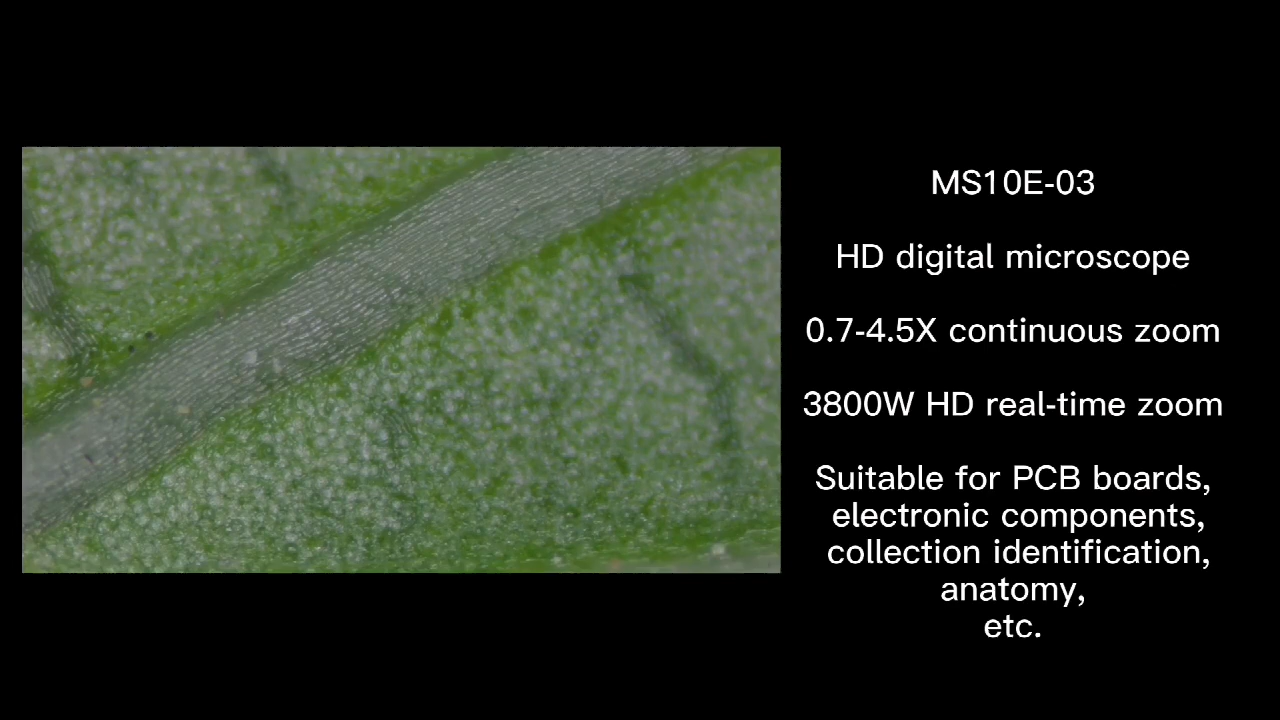 MS10E-03
HD digital microscope
0.7-4.5X continuous zoom
3800W HD real-time zoom
Suitable for PCB boards,
electronic components,
collection identification,
anatomy,
etc.